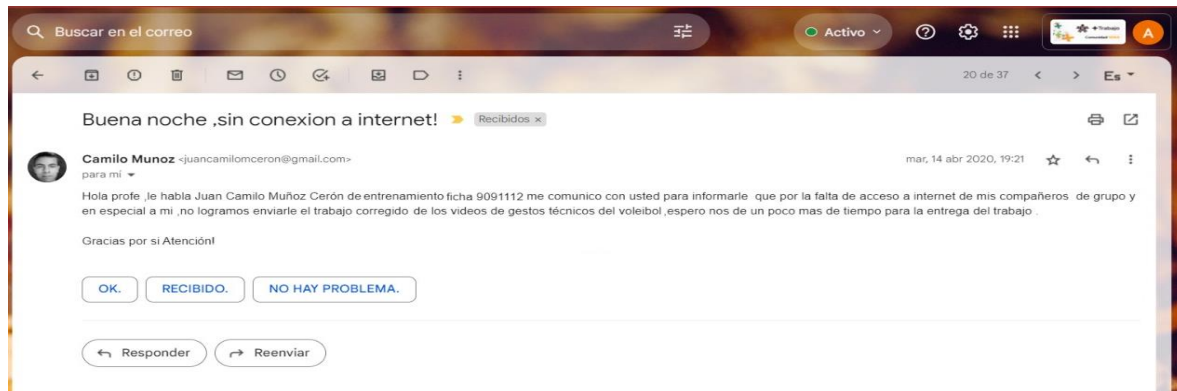 Buscar en el correo
Activo
+Trabajo
A
20 de 37
Es
Buena noche ,sin conexion a internet!
Recibidos ×
Camilo Munoz <juancamilomceron@gmail.com>
mar, 14 abr 2020, 19:21
para mí
Hola profe ,le habla Juan Camilo Muñoz Cerón de entrenamiento ficha 9091112 me comunico con usted para informarle que por la falta de acceso a internet de mis compañeros de grupo y
en especial a mi ,no logramos enviarle el trabajo corregido de los videos de gestos técnicos del voleibol ,espero nos de un poco mas de tiempo para la entrega del trabajo .
Gracias por si Atención!
OK.
RECIBIDO.
NO HAY PROBLEMA.
Responder
Reenviar